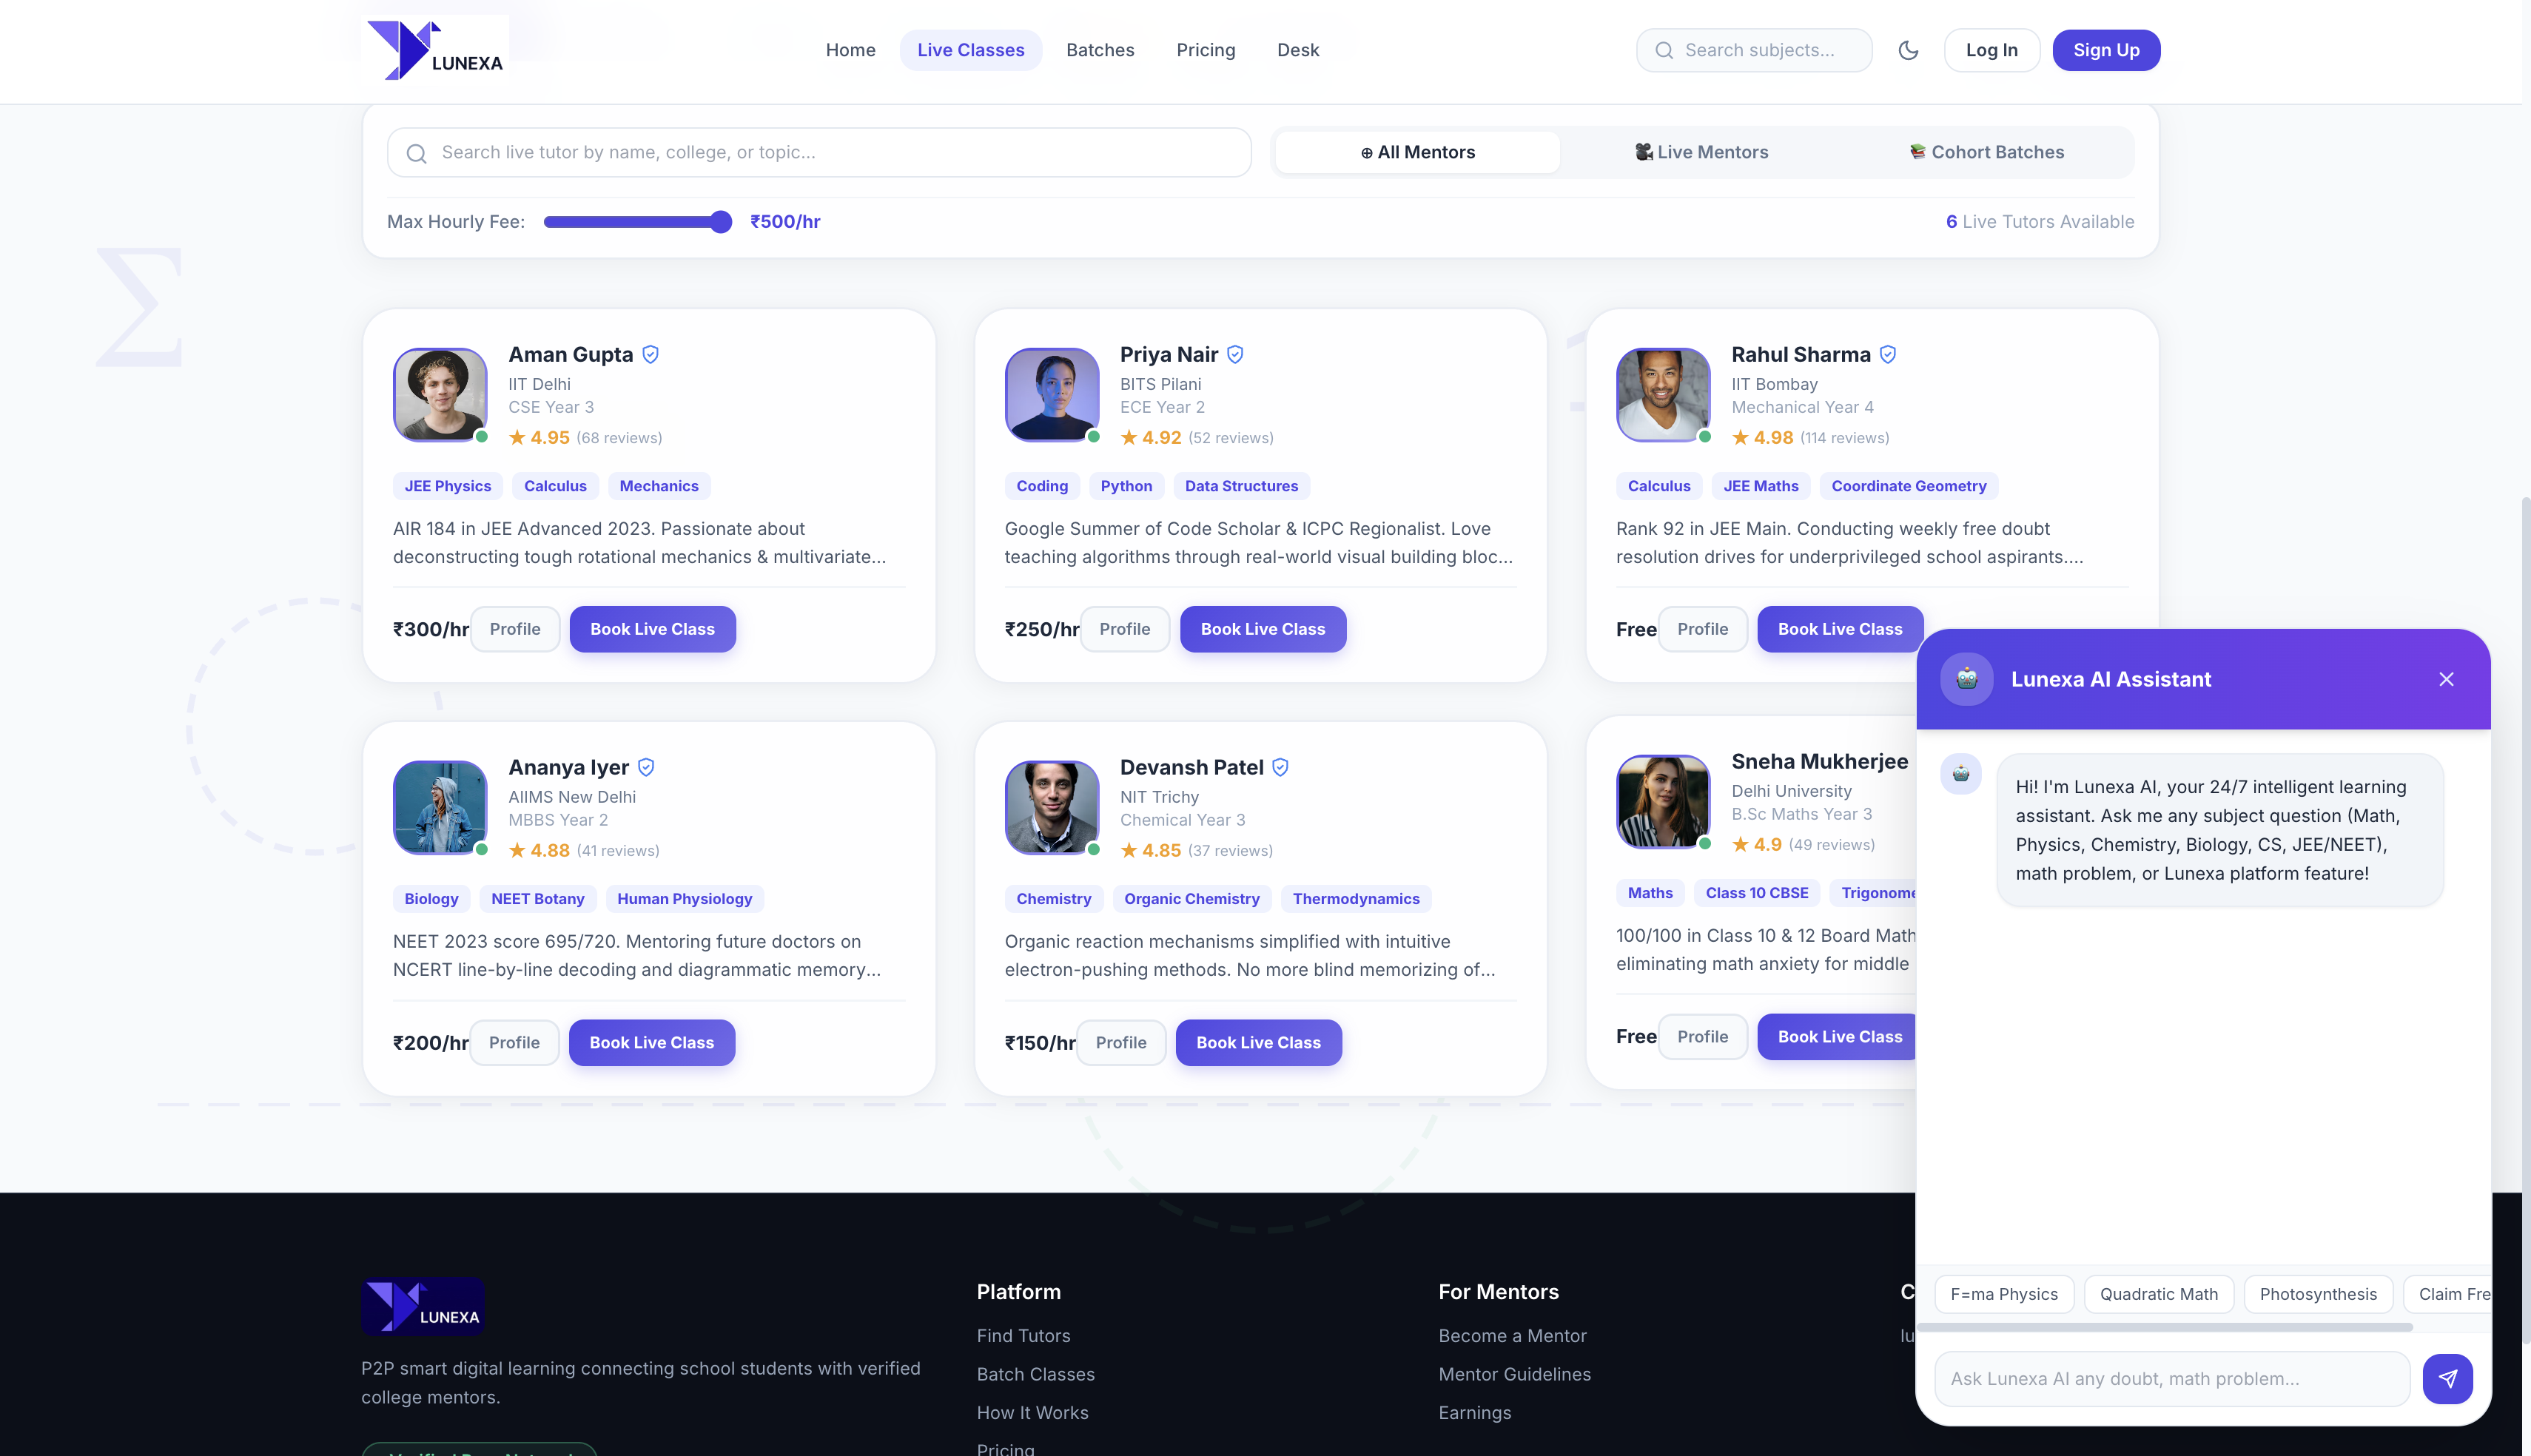 LUNEXA
Home
Live Classes
Batches
Pricing
Desk
Search subjects...
Log In
Sign Up
Search live tutor by name, college, or topic...
All Mentors
Live Mentors
Cohort Batches
Max Hourly Fee:
₹500/hr
6 Live Tutors Available
Aman Gupta
IIT Delhi
CSE Year 3
★ 4.95 (68 reviews)
JEE Physics
Calculus
Mechanics
AIR 184 in JEE Advanced 2023. Passionate about
deconstructing tough rotational mechanics & multivariate...
₹300/hr
Profile
Book Live Class
Priya Nair
BITS Pilani
ECE Year 2
★ 4.92 (52 reviews)
Coding
Python
Data Structures
Google Summer of Code Scholar & ICPC Regionalist. Love
teaching algorithms through real-world visual building bloc...
₹250/hr
Profile
Book Live Class
Rahul Sharma
IIT Bombay
Mechanical Year 4
★ 4.98 (114 reviews)
Calculus
JEE Maths
Coordinate Geometry
Rank 92 in JEE Main. Conducting weekly free doubt
resolution drives for underprivileged school aspirants....
Free
Profile
Book Live Class
Ananya Iyer
AIIMS New Delhi
MBBS Year 2
★ 4.88 (41 reviews)
Biology
NEET Botany
Human Physiology
NEET 2023 score 695/720. Mentoring future doctors on
NCERT line-by-line decoding and diagrammatic memory...
₹200/hr
Profile
Book Live Class
Devansh Patel
NIT Trichy
Chemical Year 3
★ 4.85 (37 reviews)
Chemistry
Organic Chemistry
Thermodynamics
Organic reaction mechanisms simplified with intuitive
electron-pushing methods. No more blind memorizing of...
₹150/hr
Profile
Book Live Class
Sneha Mukherjee
Delhi University
B.Sc Maths Year 3
★ 4.9 (49 reviews)
Maths
Class 10 CBSE
100/100 in Class 10 & 12 Board Math
eliminating math anxiety for middle
Free
Profile
Book Live Class
Lunexa AI Assistant
Hi! I'm Lunexa AI, your 24/7 intelligent learning
assistant. Ask me any subject question (Math,
Physics, Chemistry, Biology, CS, JEE/NEET),
math problem, or Lunexa platform feature!
F=ma Physics
Quadratic Math
Photosynthesis
Claim
Ask Lunexa AI any doubt, math problem...
LUNEXA
P2P smart digital learning connecting school students with verified
college mentors.
Platform
Find Tutors
Batch Classes
How It Works
Pricing
For Mentors
Become a Mentor
Mentor Guidelines
Earnings